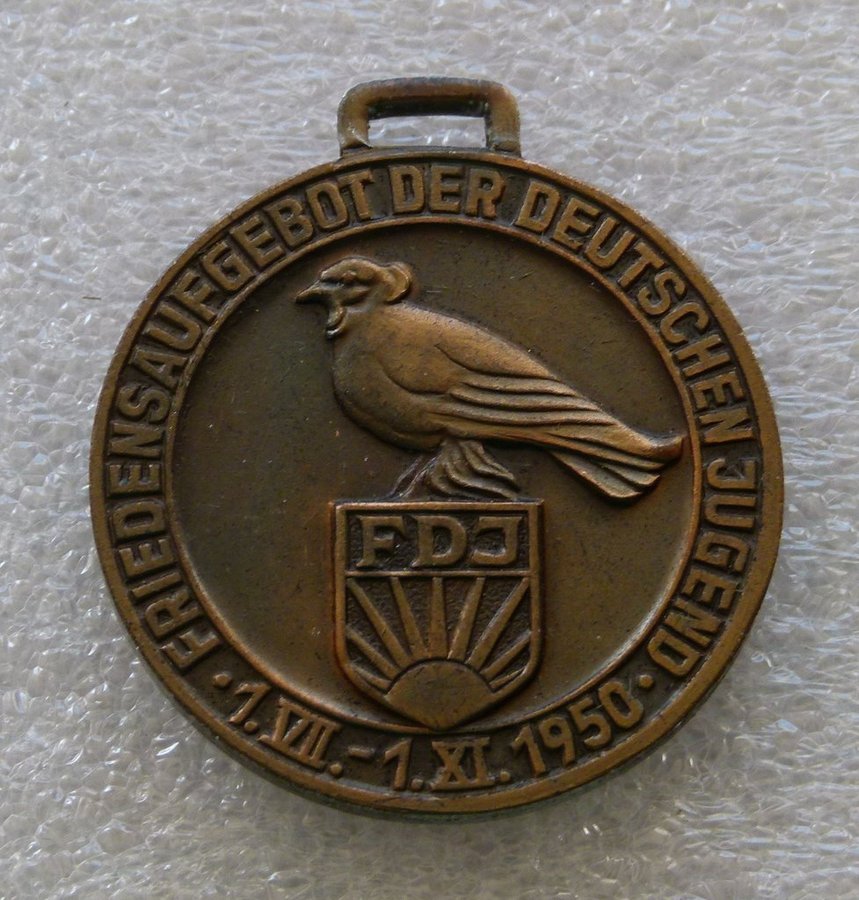 FRIEDENSAUFGEBOT DER DEUTSCHEN JUGEND
FDJ
· 1. VII. - 1. XI. 1950 ·